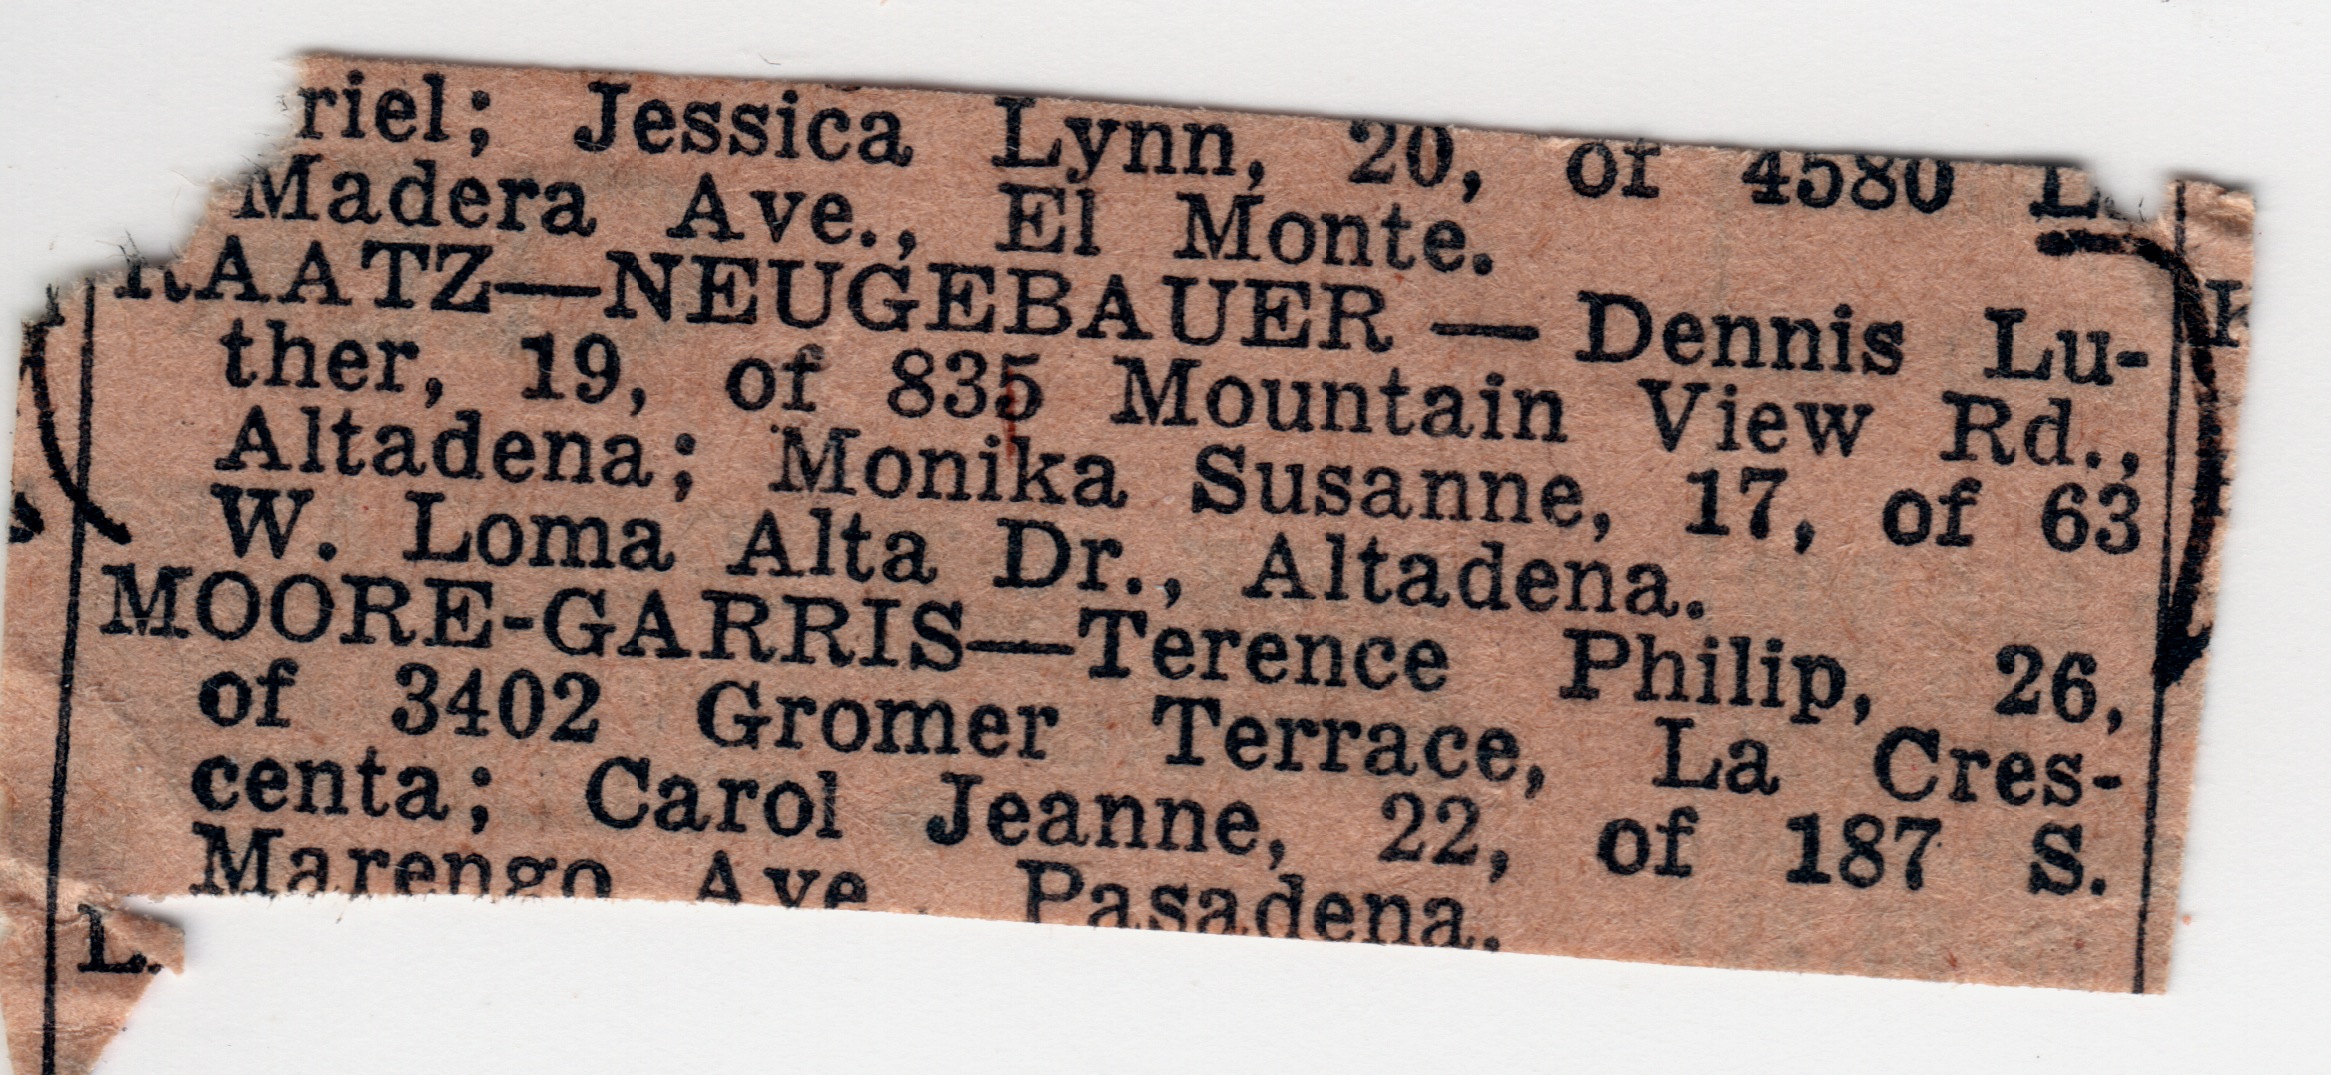 riel; Jessica Lynn, 20, of 4580 La
Madera Ave., El Monte.
RAATZ—NEUGEBAUER — Dennis Lu-
ther, 19, of 835 Mountain View Rd.,
Altadena; Monika Susanne, 17, of 63
W. Loma Alta Dr., Altadena.
MOORE-GARRIS—Terence Philip, 26,
of 3402 Gromer Terrace, La Cres-
centa; Carol Jeanne, 22, of 187 S.
Marengo Ave., Pasadena.